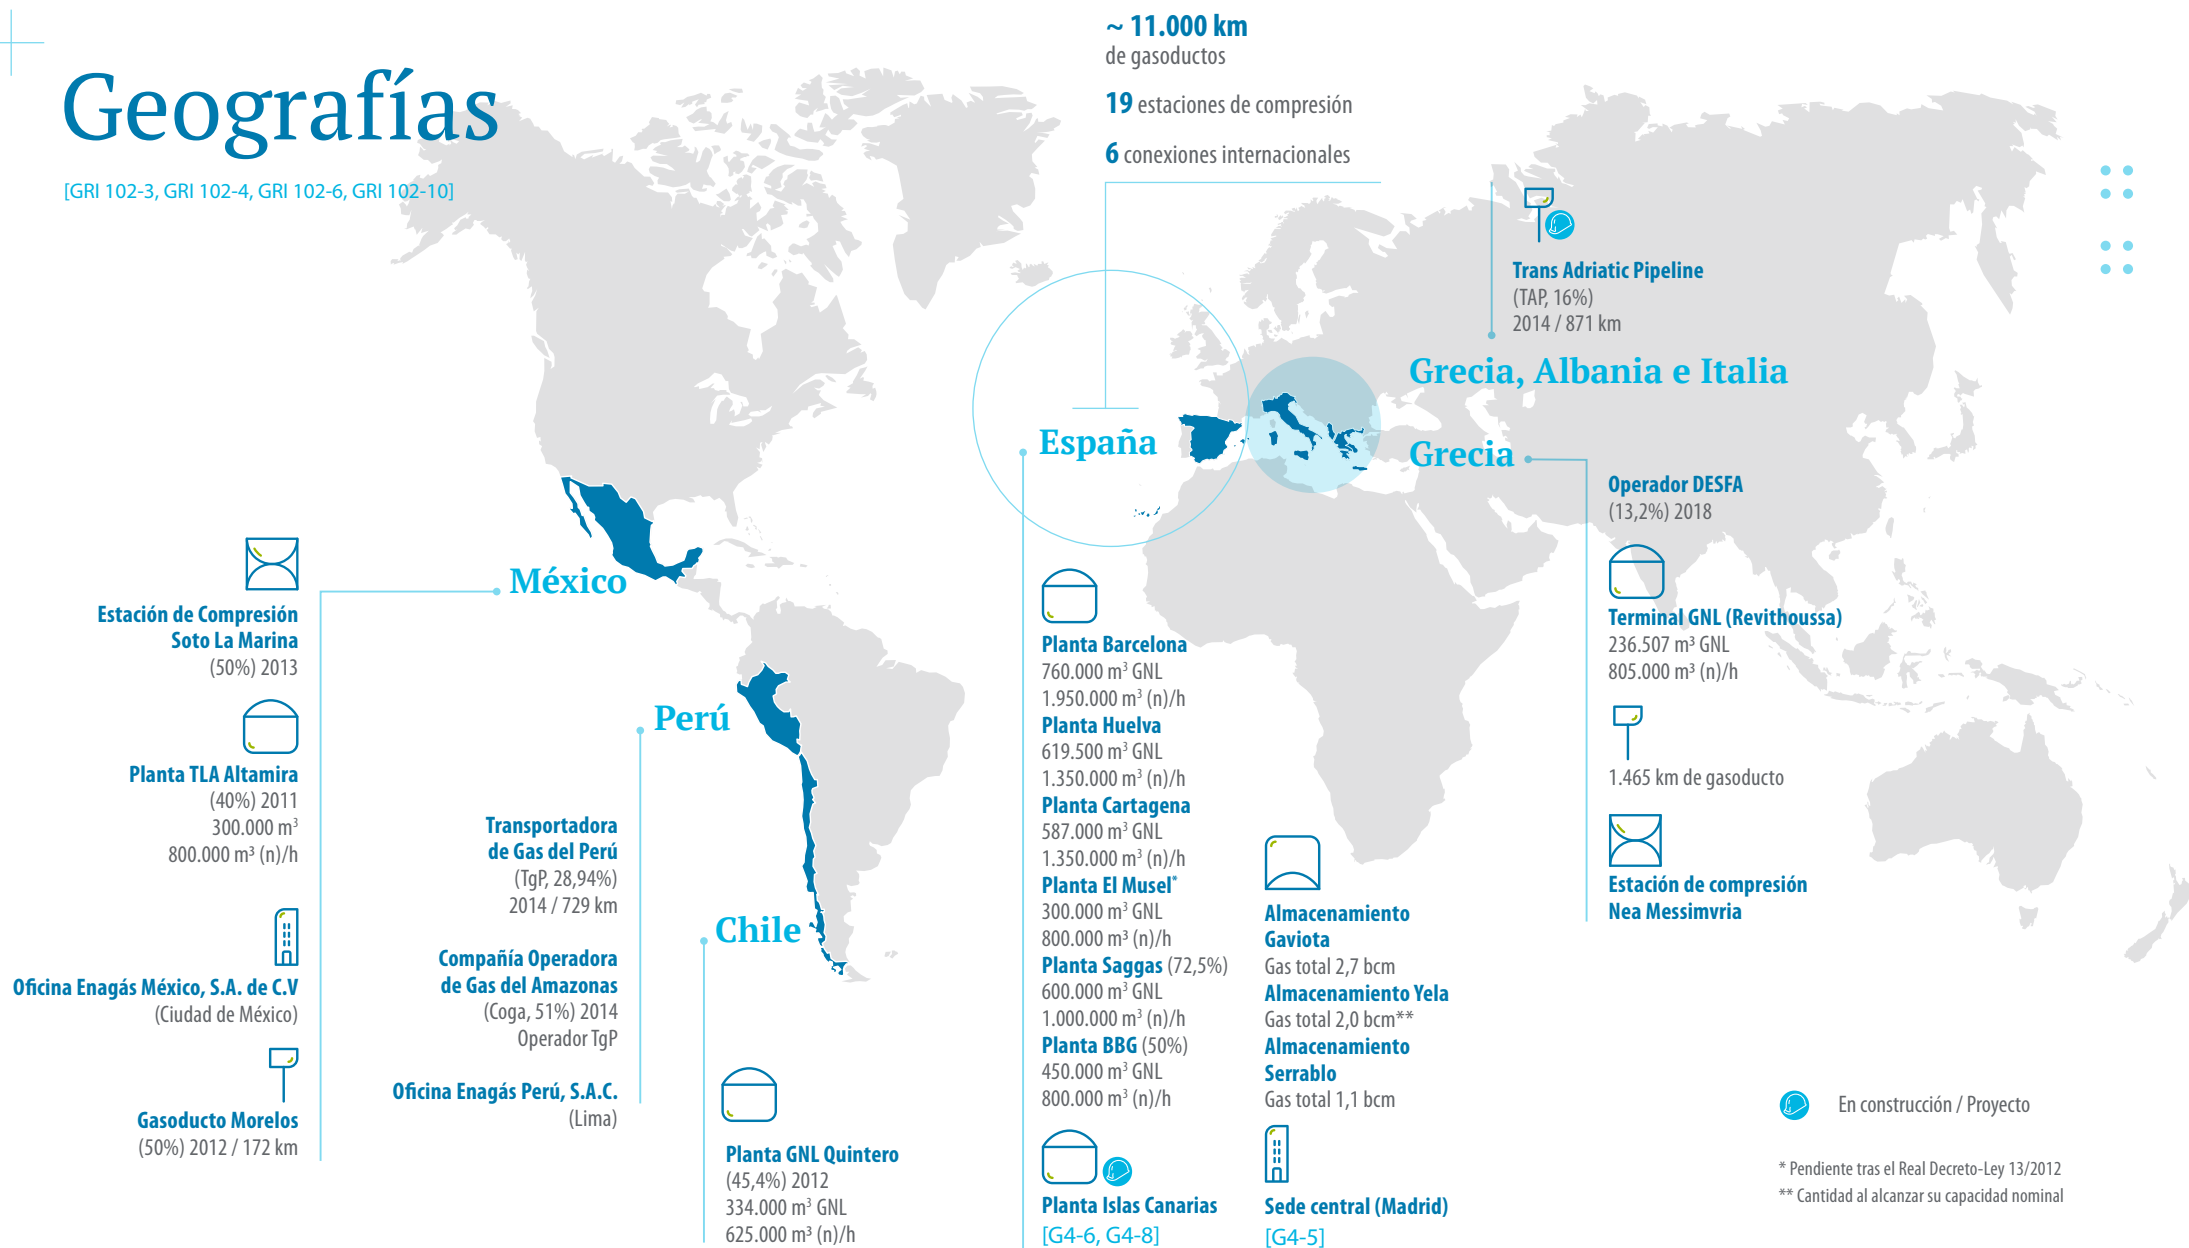 Geografías
[GRI 102-3, GRI 102-4, GRI 102-6, GRI 102-10]
~ 11.000 km
de gasoductos
19 estaciones de compresión
6 conexiones internacionales
España
Trans Adriatic Pipeline
(TAP, 16%)
2014 / 871 km
Grecia, Albania e Italia
Grecia
Operador DESFA
(13,2%) 2018
Terminal GNL (Revithoussa)
236.507 m³ GNL
805.000 m³ (n)/h
1.465 km de gasoducto
Estación de compresión
Nea Messimvria
México
Estación de Compresión
Soto La Marina
(50%) 2013
Planta TLA Altamira
(40%) 2011
300.000 m³
800.000 m³ (n)/h
Oficina Enagás México, S.A. de C.V
(Ciudad de México)
Gasoducto Morelos
(50%) 2012 / 172 km
Perú
Transportadora
de Gas del Perú
(TgP, 28,94%)
2014 / 729 km
Compañía Operadora
de Gas del Amazonas
(Coga, 51%) 2014
Operador TgP
Oficina Enagás Perú, S.A.C.
(Lima)
Chile
Planta GNL Quintero
(45,4%) 2012
334.000 m³ GNL
625.000 m³ (n)/h
Planta Barcelona
760.000 m³ GNL
1.950.000 m³ (n)/h
Planta Huelva
619.500 m³ GNL
1.350.000 m³ (n)/h
Planta Cartagena
587.000 m³ GNL
1.350.000 m³ (n)/h
Planta El Musel*
300.000 m³ GNL
800.000 m³ (n)/h
Planta Saggas (72,5%)
600.000 m³ GNL
1.000.000 m³ (n)/h
Planta BBG (50%)
450.000 m³ GNL
800.000 m³ (n)/h
Planta Islas Canarias
[G4-6, G4-8]
Almacenamiento
Gaviota
Gas total 2,7 bcm
Almacenamiento Yela
Gas total 2,0 bcm**
Almacenamiento
Serrablo
Gas total 1,1 bcm
Sede central (Madrid)
[G4-5]
En construcción / Proyecto
* Pendiente tras el Real Decreto-Ley 13/2012
** Cantidad al alcanzar su capacidad nominal